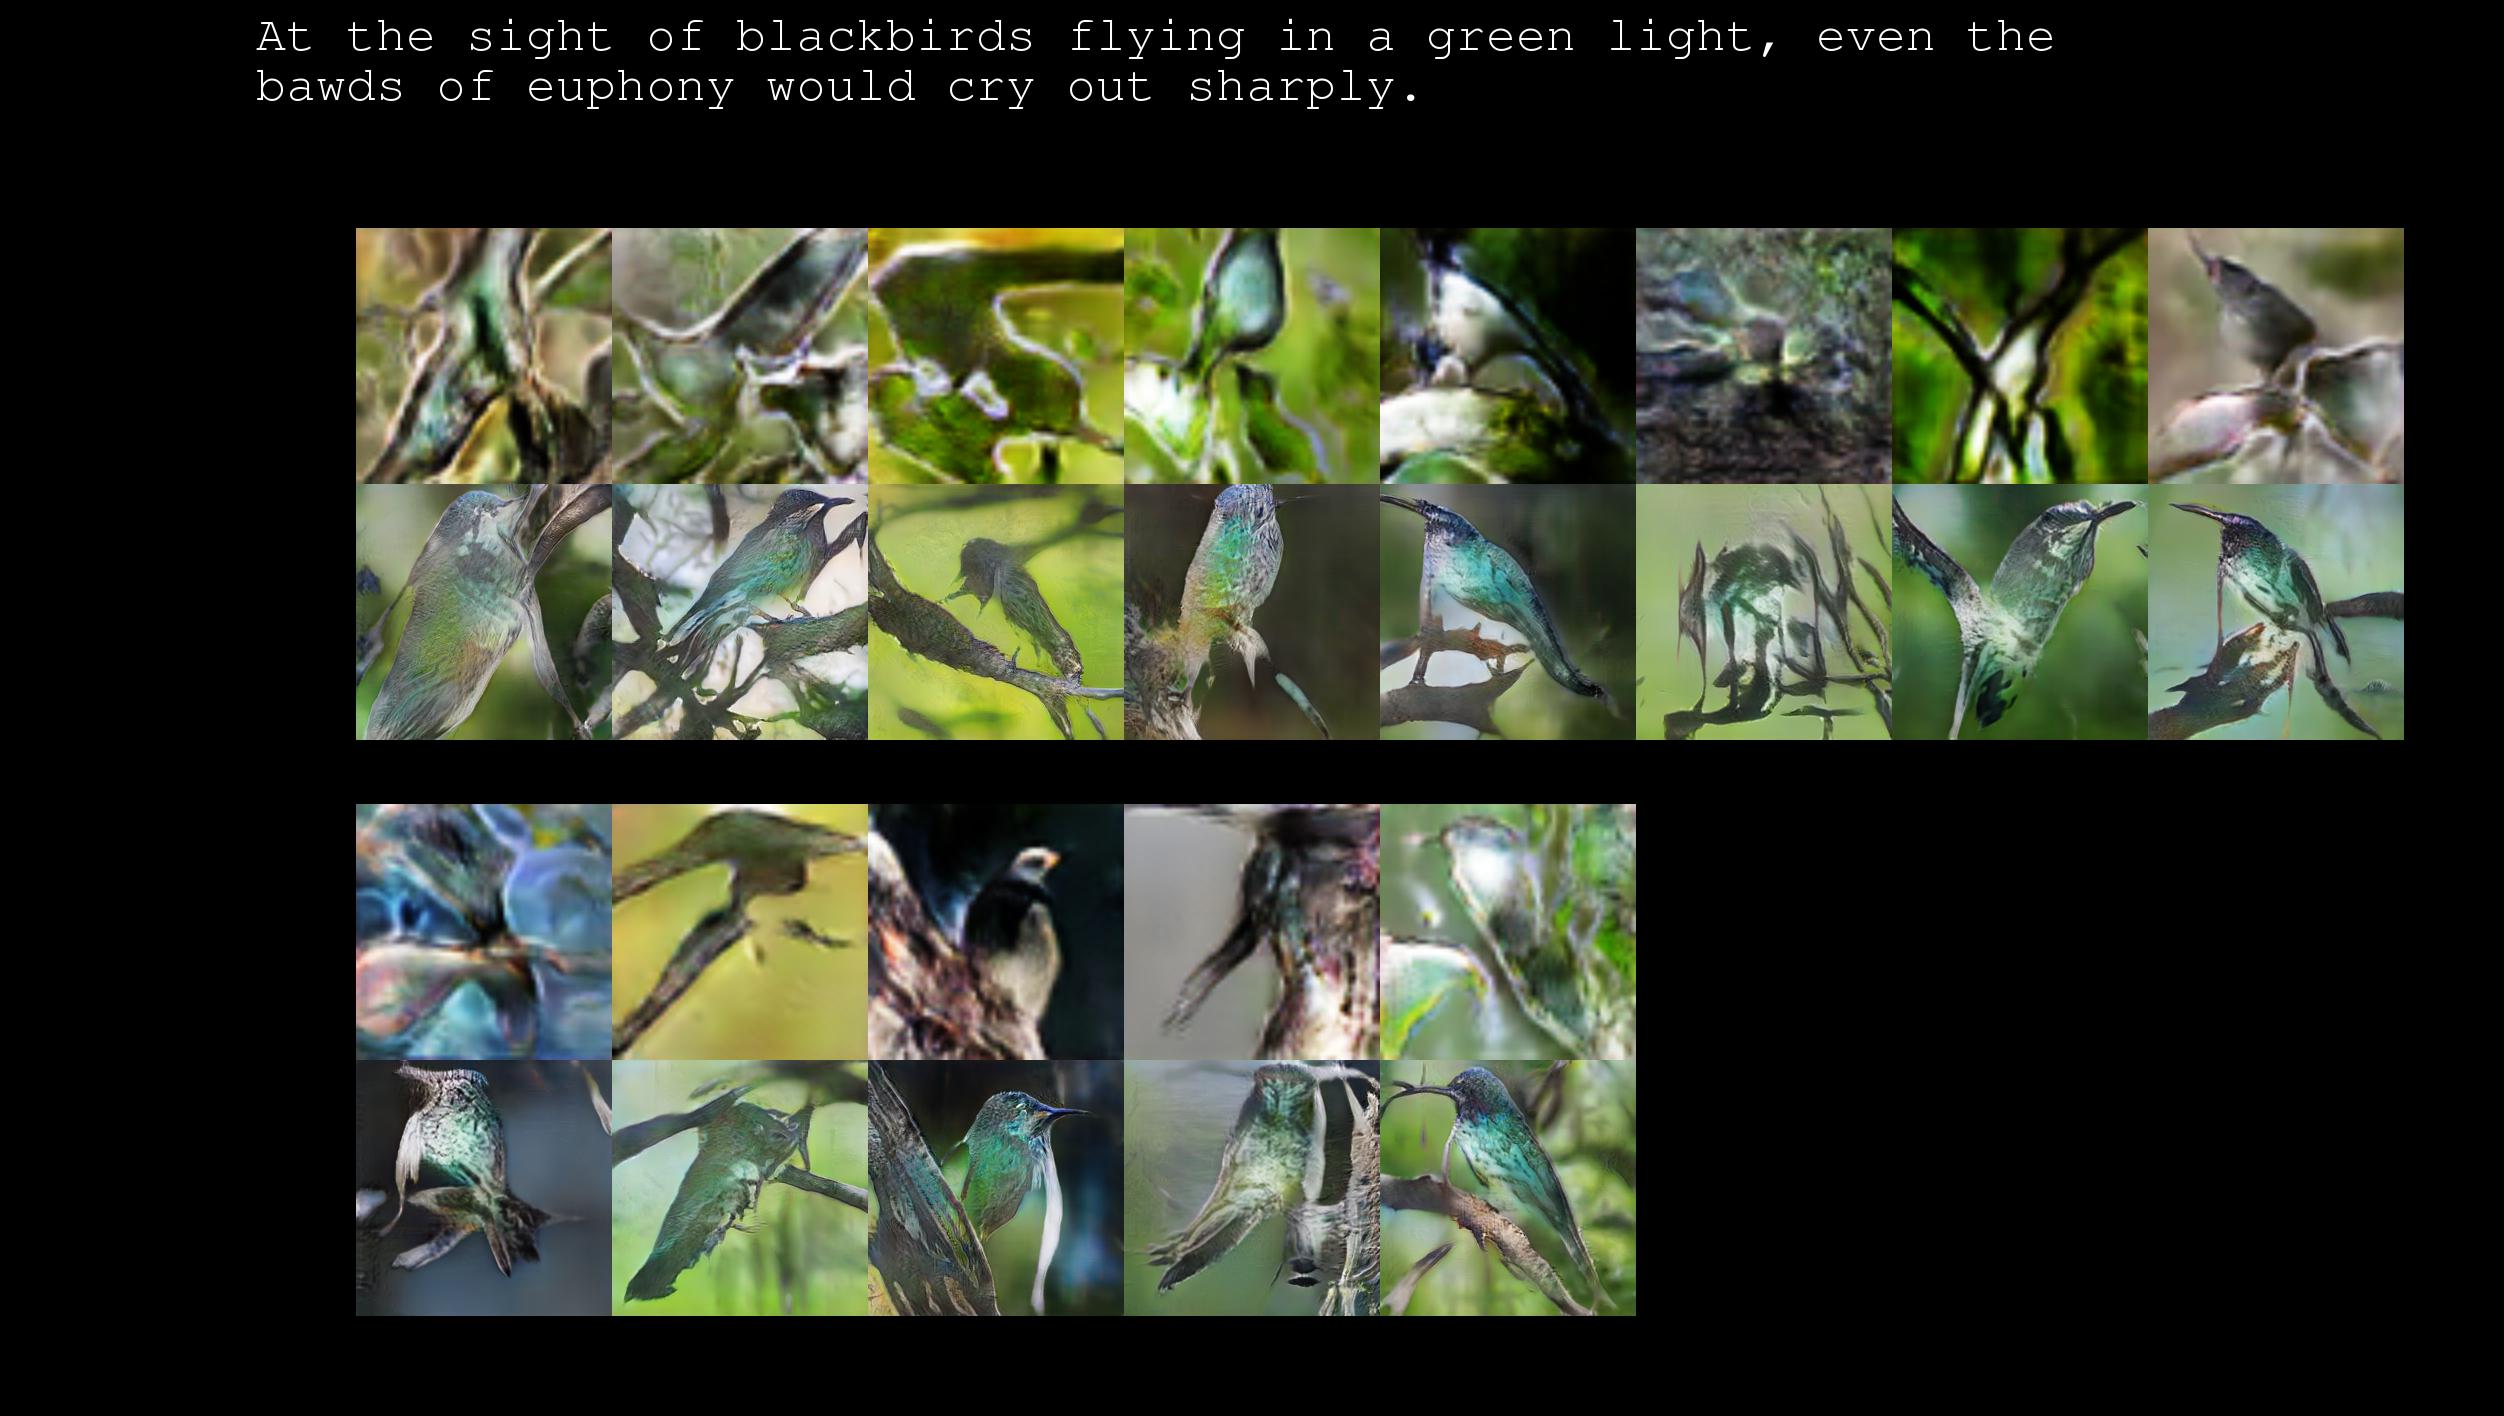 At the sight of blackbirds flying in a green light, even the
bawds of euphony would cry out sharply.